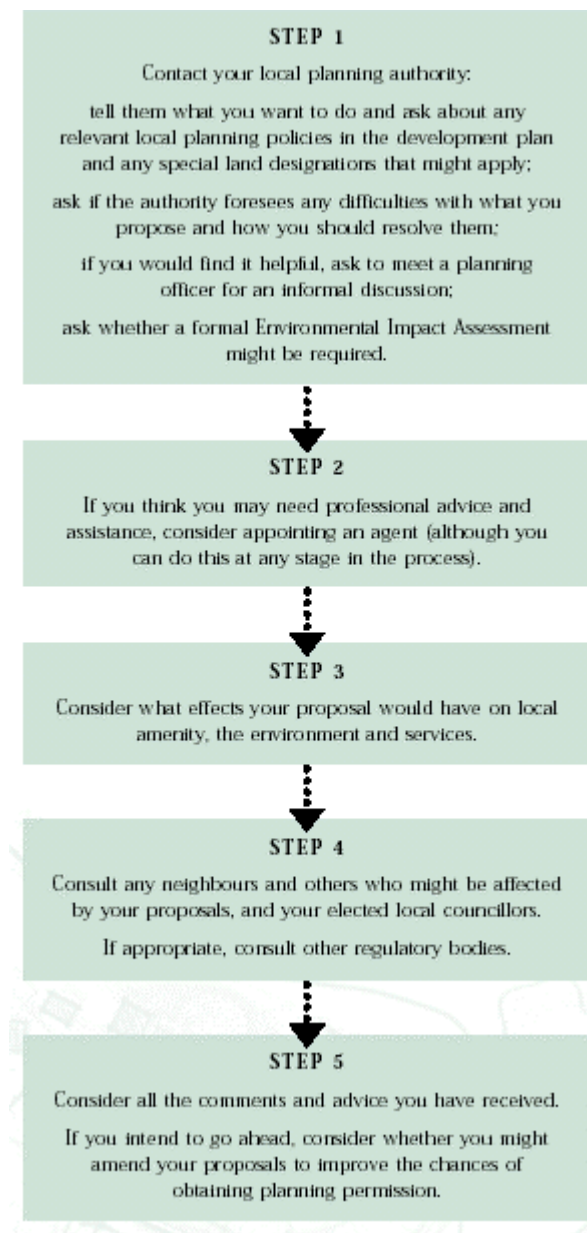 STEP 1
Contact your local planning authority:
tell them what you want to do and ask about any
relevant local planning policies in the development plan
and any special land designations that might apply;
ask if the authority foresees any difficulties with what you
propose and how you should resolve them;
if you would find it helpful, ask to meet a planning
officer for an informal discussion;
ask whether a formal Environmental Impact Assessment
might be required.
STEP 2
If you think you may need professional advice and
assistance, consider appointing an agent (although you
can do this at any stage in the process).
STEP 3
Consider what effects your proposal would have on local
amenity, the environment and services.
STEP 4
Consult any neighbours and others who might be affected
by your proposals, and your elected local councillors.
If appropriate, consult other regulatory bodies.
STEP 5
Consider all the comments and advice you have received.
If you intend to go ahead, consider whether you might
amend your proposals to improve the chances of
obtaining planning permission.